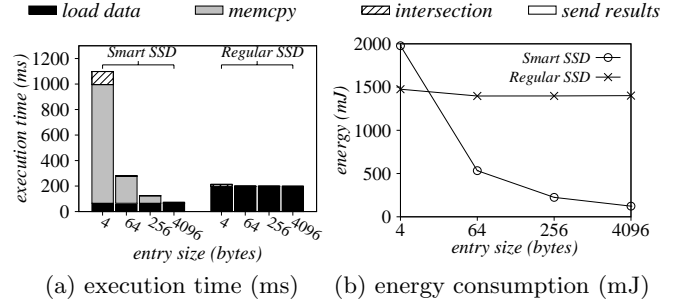 load data memcpy intersection send results
Smart SSD Regular SSD
execution time (ms)
1200
1000
800
600
400
200
0
4 64 256 4096 4 64 256 4096
entry size (bytes)
(a) execution time (ms)
2000
1500
1000
500
0
energy (mJ)
Smart SSD
Regular SSD
4 64 256 4096
entry size (bytes)
(b) energy consumption (mJ)